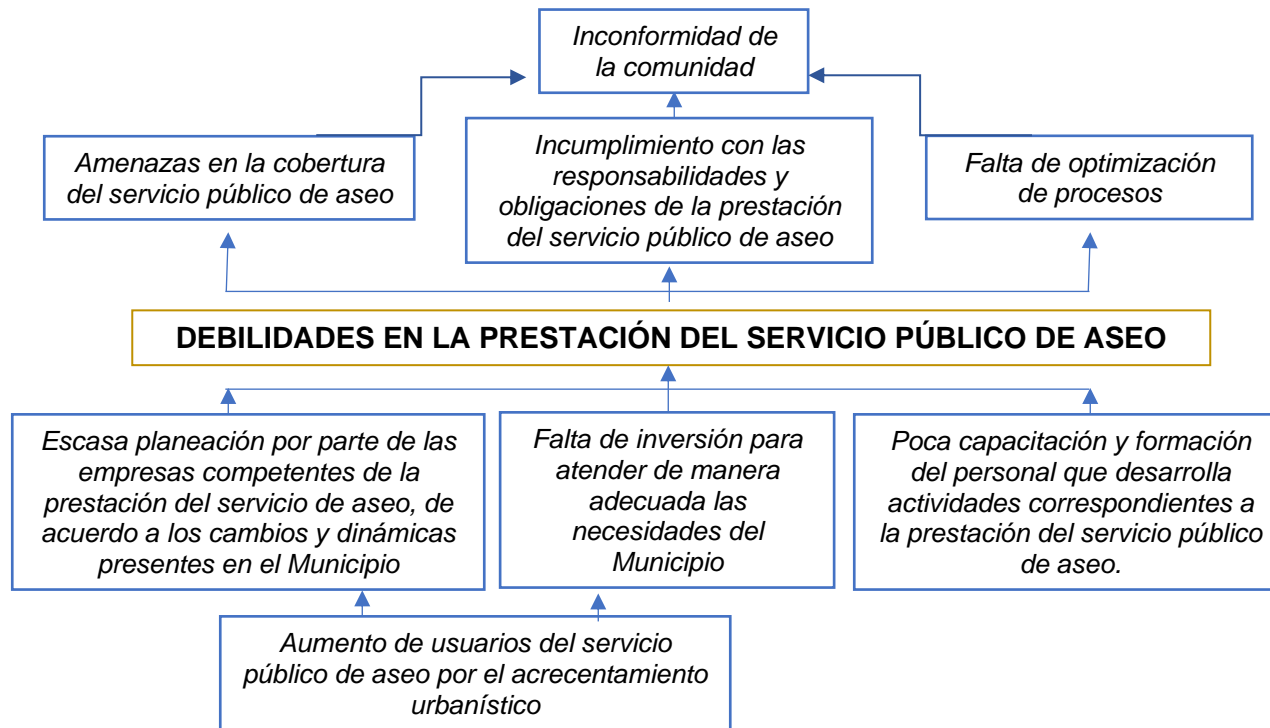 Inconformidad de
la comunidad
Amenazas en la cobertura
del servicio público de aseo
Incumplimiento con las
responsabilidades y
obligaciones de la prestación
del servicio público de aseo
Falta de optimización
de procesos
DEBILIDADES EN LA PRESTACIÓN DEL SERVICIO PÚBLICO DE ASEO
Escasa planeación por parte de las
empresas competentes de la
prestación del servicio de aseo, de
acuerdo a los cambios y dinámicas
presentes en el Municipio
Falta de inversión para
atender de manera
adecuada las
necesidades del
Municipio
Poca capacitación y formación
del personal que desarrolla
actividades correspondientes a
la prestación del servicio público
de aseo.
Aumento de usuarios del servicio
público de aseo por el acrecentamiento
urbanístico